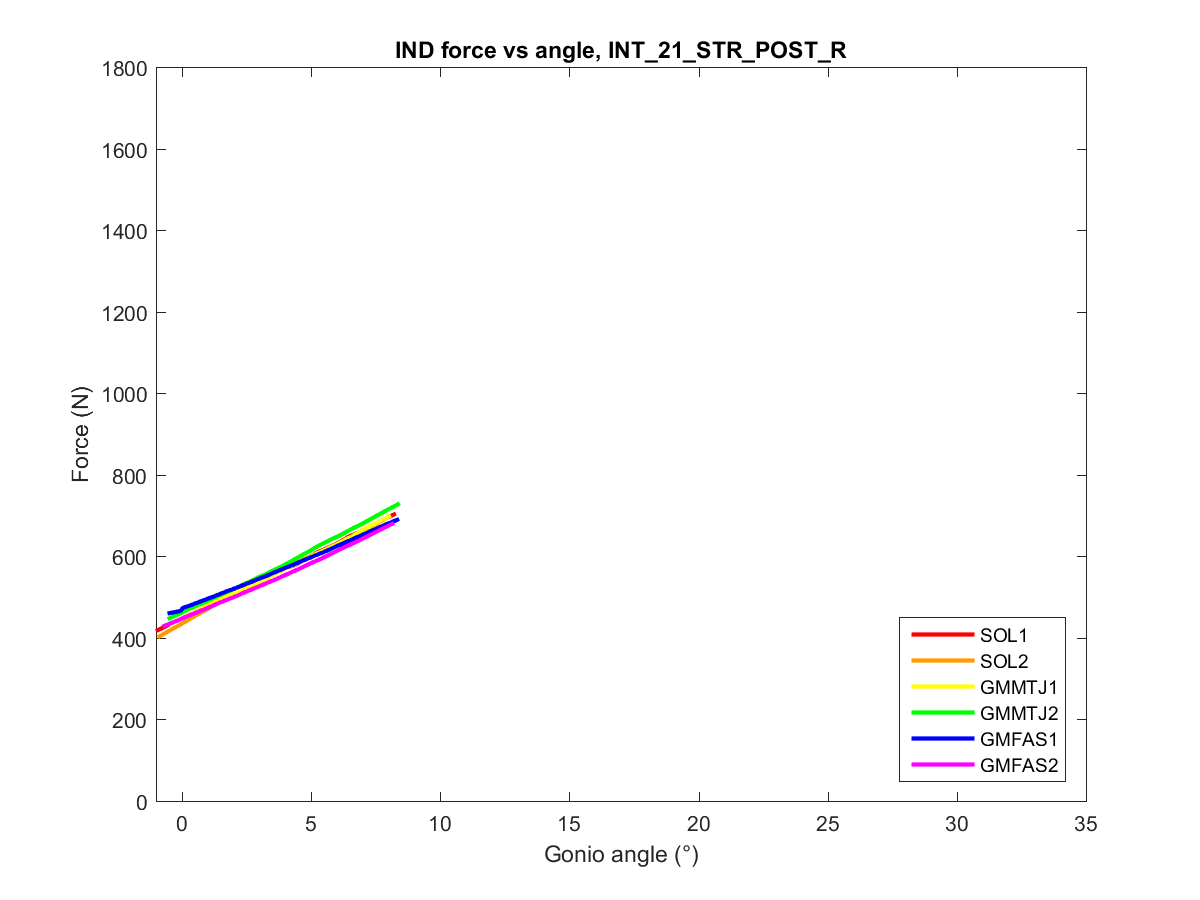 IND force vs angle, INT_21_STR_POST_R
1800
1600
1400
1200
1000
800
600
400
200
0
Force (N)
0 5 10 15 20 25 30 35
Gonio angle (°)
SOL1
SOL2
GMMTJ1
GMMTJ2
GMFAS1
GMFAS2